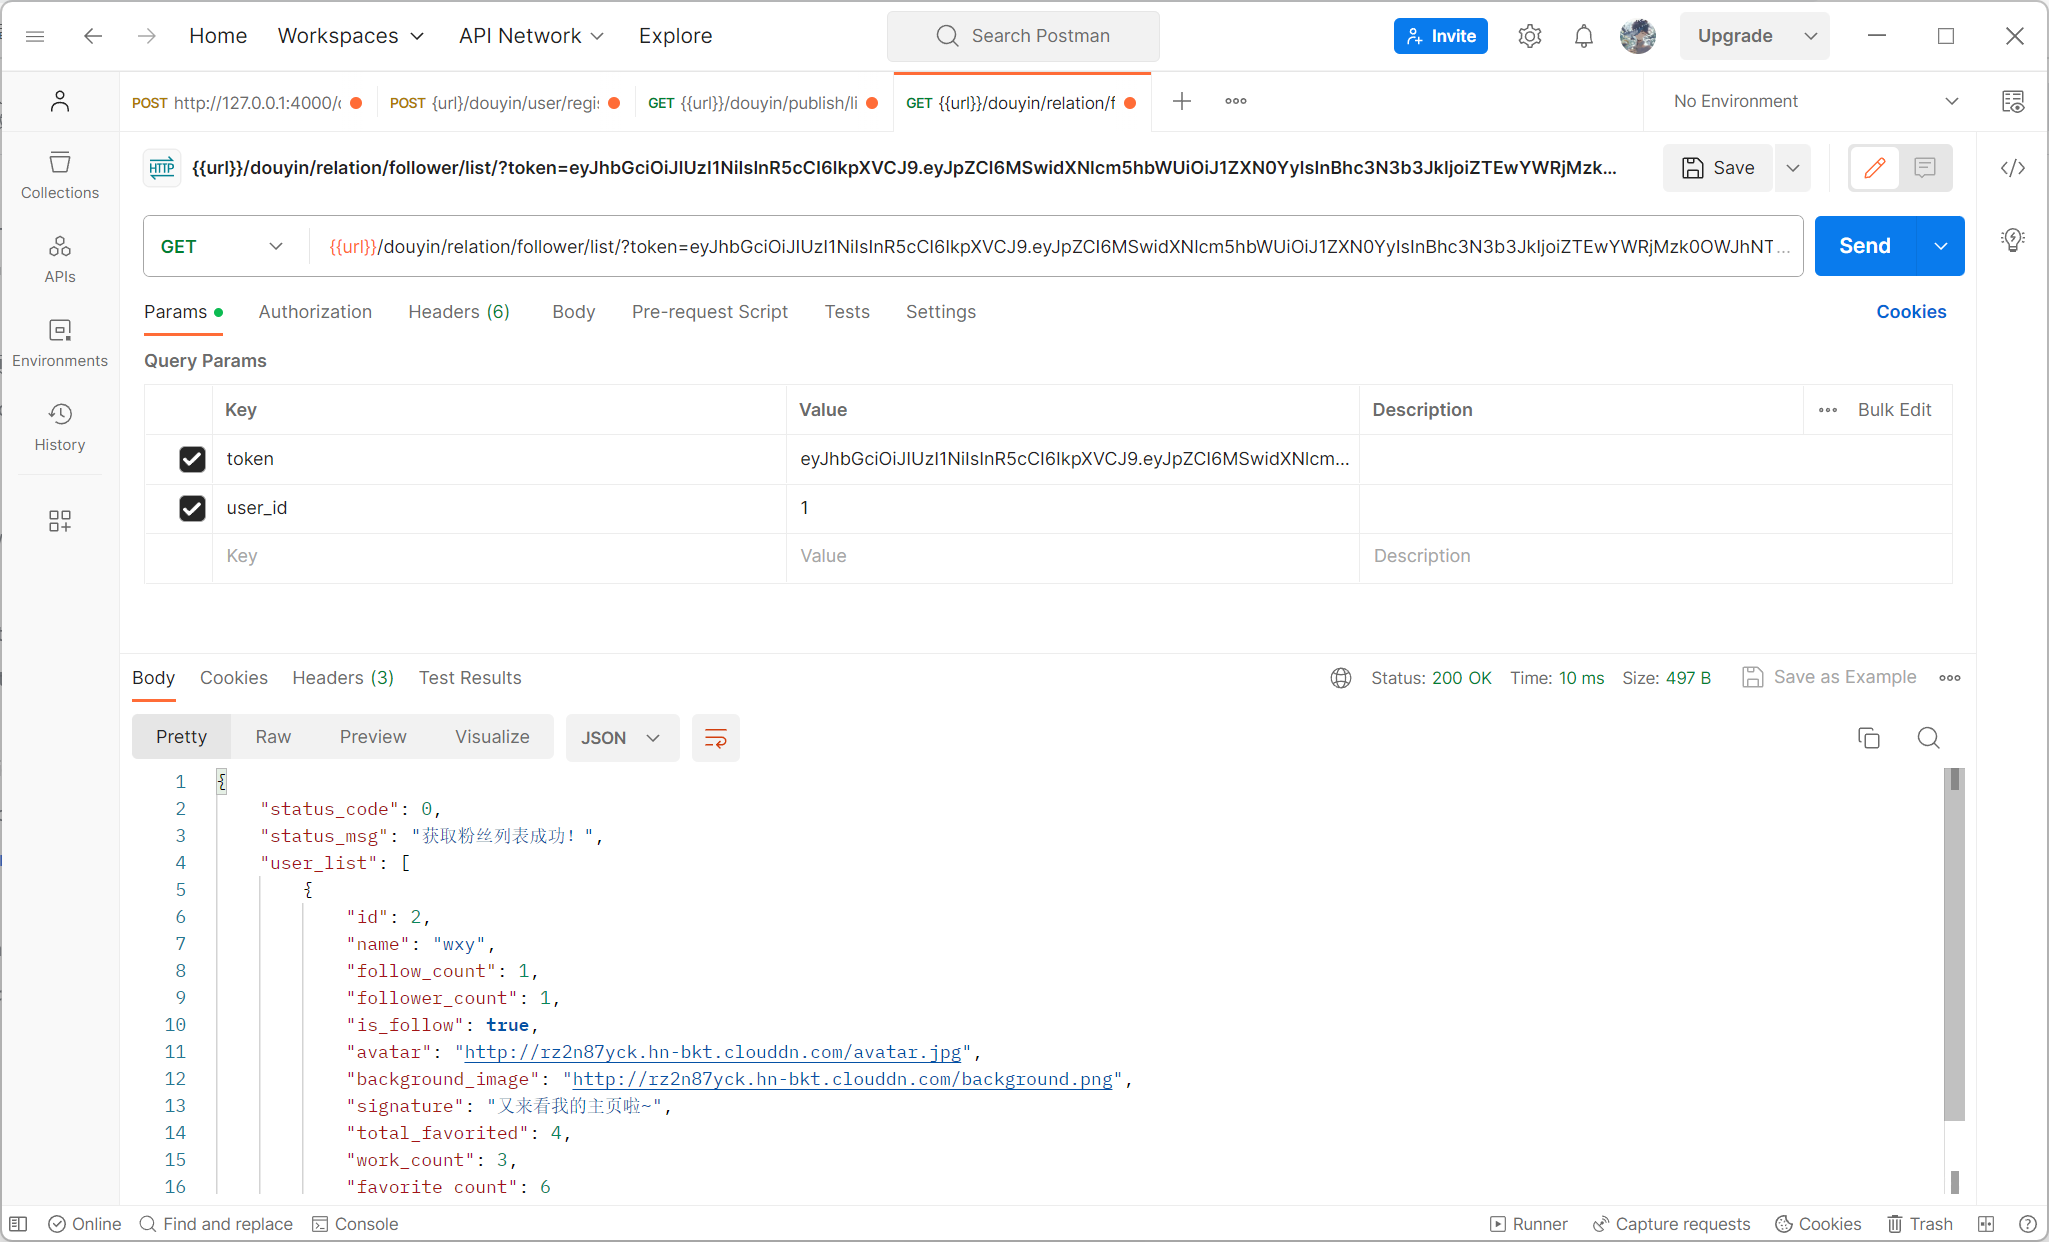 Home Workspaces API Network Explore Search Postman Invite Upgrade
POST http://127.0.0.1:4000/ POST {url}/douyin/user/regi GET {{url}}/douyin/publish/li GET {{url}}/douyin/relation/f No Environment
HTTP {{url}}/douyin/relation/follower/list/?token=eyJhbGciOiJIUzI1NiIsInR5cCI6IkpXVCJ9.eyJpZCI6MSwidXNlcm5hbWUiOiJ1ZXN0YyIsInBhc3N3b3JkIjoiZTEwYWRjMzk... Save
GET {{url}}/douyin/relation/follower/list/?token=eyJhbGciOiJIUzI1NiIsInR5cCI6IkpXVCJ9.eyJpZCI6MSwidXNlcm5hbWUiOiJ1ZXN0YyIsInBhc3N3b3JkIjoiZTEwYWRjMzk0OWJhNT... Send
Params Authorization Headers (6) Body Pre-request Script Tests Settings Cookies
Query Params
Key Value Description Bulk Edit
token eyJhbGciOiJIUzI1NiIsInR5cCI6IkpXVCJ9.eyJpZCI6MSwidXNlcm...
user_id 1
Key Value Description
Collections
APIs
Environments
History
Body Cookies Headers (3) Test Results Status: 200 OK Time: 10 ms Size: 497 B Save as Example
Pretty Raw Preview Visualize JSON
1 {
2 "status_code": 0,
3 "status_msg": "获取粉丝列表成功！",
4 "user_list": [
5 {
6 "id": 2,
7 "name": "wxy",
8 "follow_count": 1,
9 "follower_count": 1,
10 "is_follow": true,
11 "avatar": "http://rz2n87yck.hn-bkt.clouddn.com/avatar.jpg",
12 "background_image": "http://rz2n87yck.hn-bkt.clouddn.com/background.png",
13 "signature": "又来看我的主页啦~",
14 "total_favorited": 4,
15 "work_count": 3,
16 "favorite_count": 6
Online Find and replace Console Runner Capture requests Cookies Trash